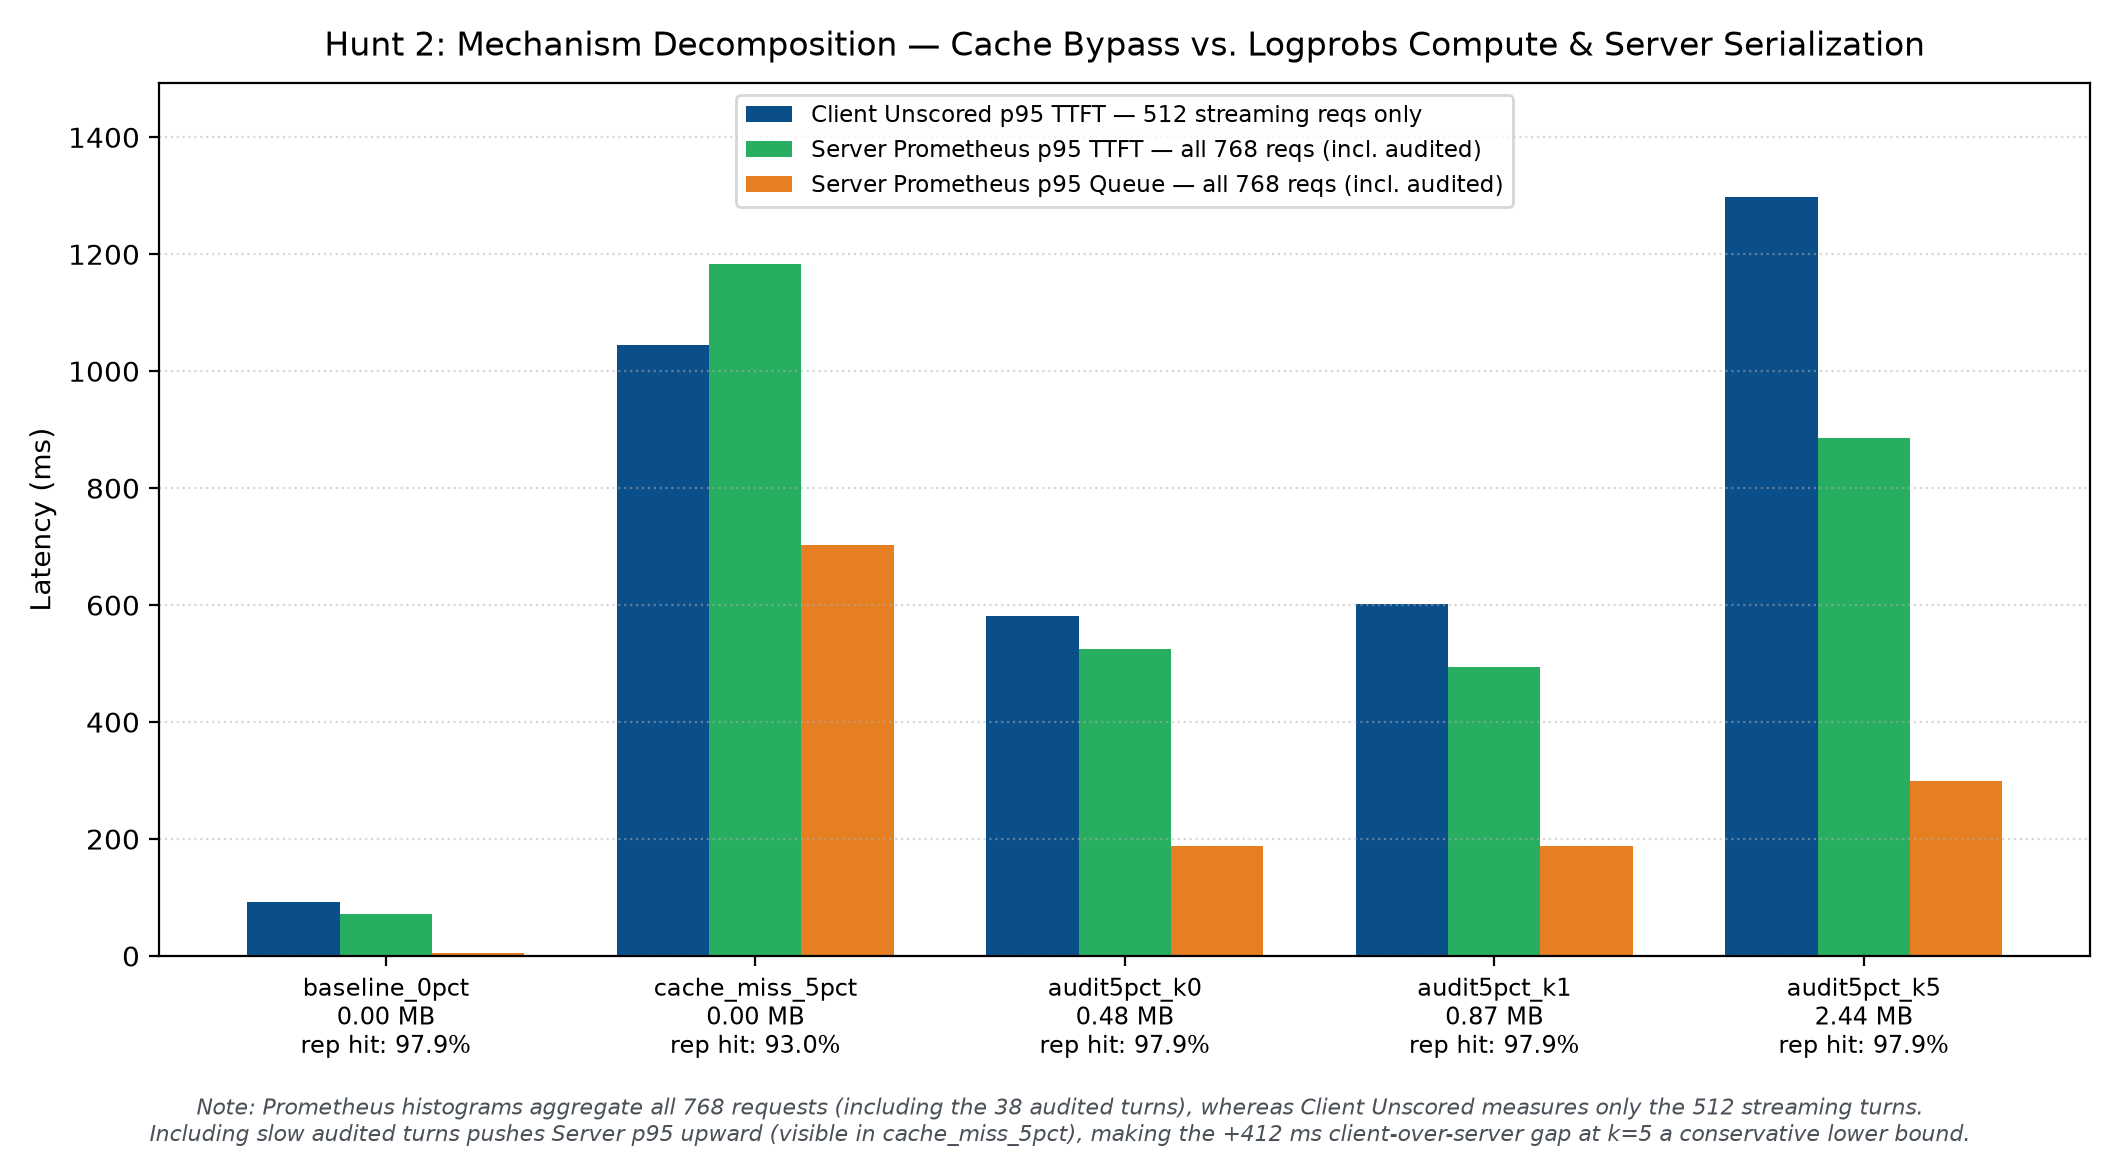 Hunt 2: Mechanism Decomposition — Cache Bypass vs. Logprobs Compute & Server Serialization
Client Unscored p95 TTFT — 512 streaming reqs only
Server Prometheus p95 TTFT — all 768 reqs (incl. audited)
Server Prometheus p95 Queue — all 768 reqs (incl. audited)
Latency (ms)
1400
1200
1000
800
600
400
200
0
baseline_0pct
0.00 MB
rep hit: 97.9%
cache_miss_5pct
0.00 MB
rep hit: 93.0%
audit5pct_k0
0.48 MB
rep hit: 97.9%
audit5pct_k1
0.87 MB
rep hit: 97.9%
audit5pct_k5
2.44 MB
rep hit: 97.9%
Note: Prometheus histograms aggregate all 768 requests (including the 38 audited turns), whereas Client Unscored measures only the 512 streaming turns.
Including slow audited turns pushes Server p95 upward (visible in cache_miss_5pct), making the +412 ms client-over-server gap at k=5 a conservative lower bound.